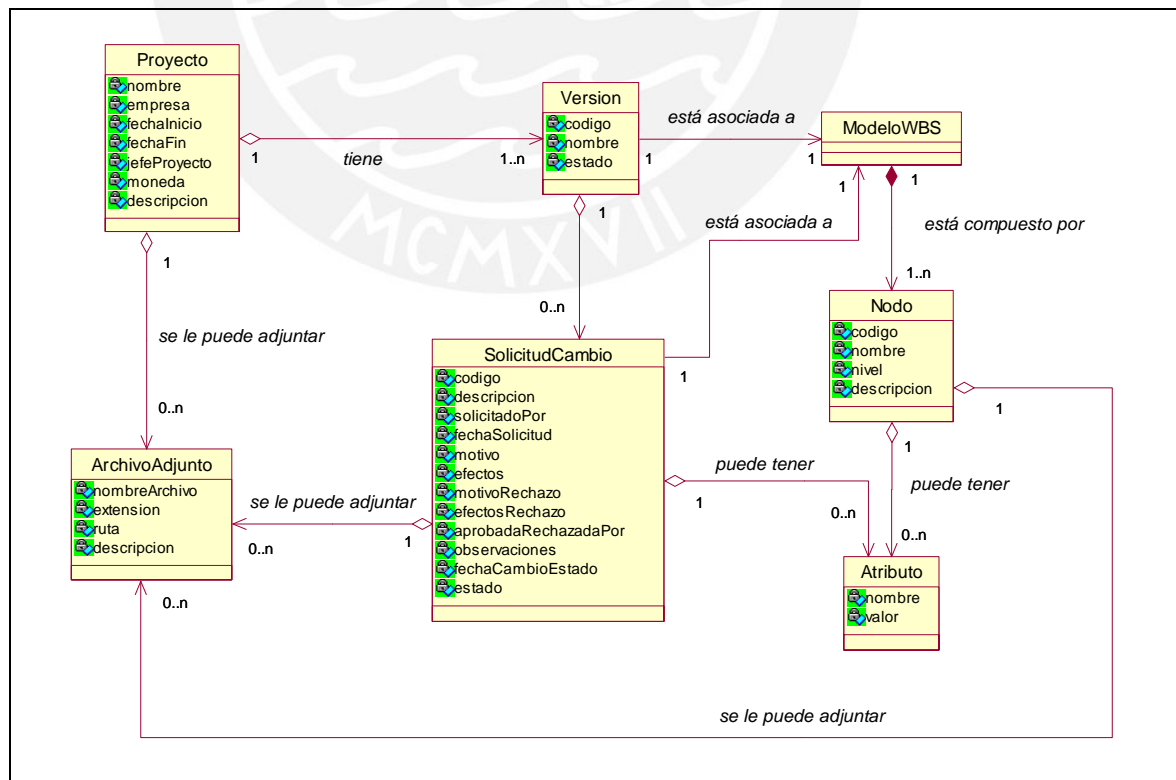 Proyecto
nombre
empresa
fechaInicio
fechaFin
jefeProyecto
moneda
descripcion
1
tiene
1..n
Version
codigo
nombre
estado
está asociada a
1
1
ModeloWBS
1
1
está asociada a
está compuesto por
1
1
MCMXVII
1..n
0..n
Nodo
codigo
nombre
nivel
descripcion
1
se le puede adjuntar
0..n
SolicitudCambio
codigo
descripcion
solicitadoPor
fechaSolicitud
motivo
efectos
motivoRechazo
efectosRechazo
aprobadaRechazadaPor
observaciones
fechaCambioEstado
estado
1
1
puede tener
puede tener
1
0..n
0..n
ArchivoAdjunto
nombreArchivo
extension
ruta
descripcion
se le puede adjuntar
1
0..n
0..n
Atributo
nombre
valor
se le puede adjuntar